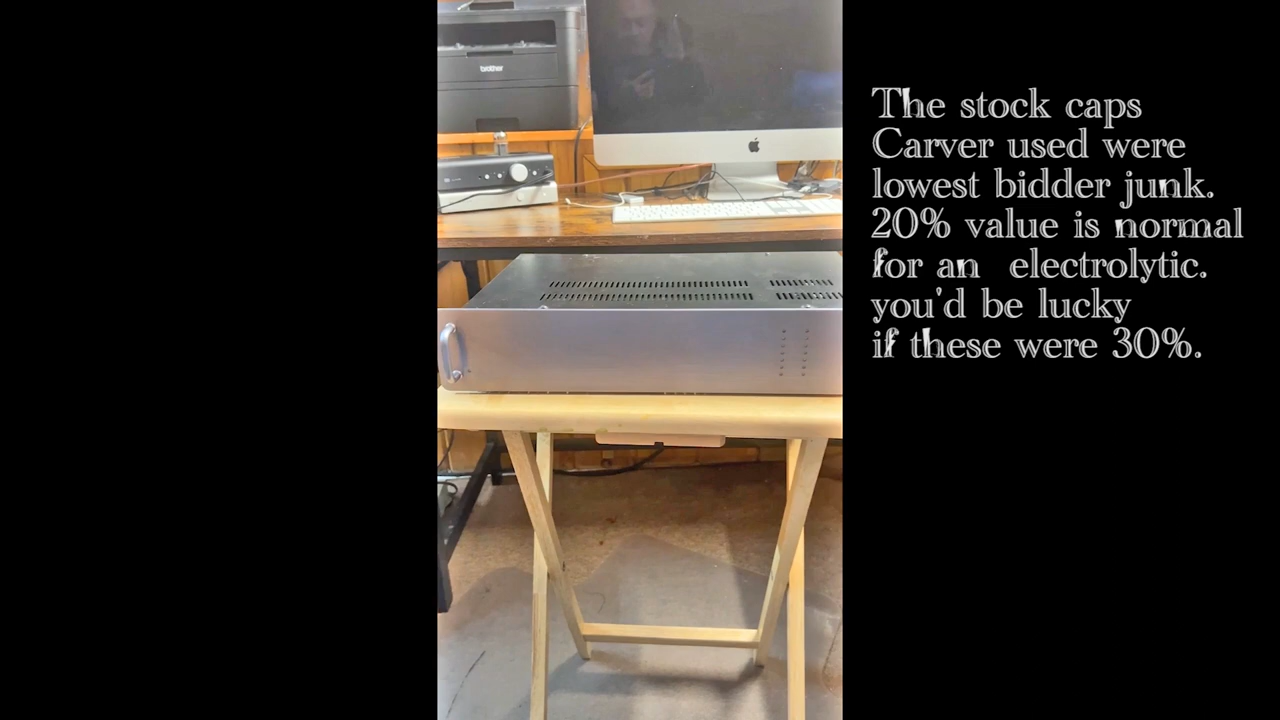 brother
The stock caps
Carver used were
lowest bidder junk.
20% value is normal
for an  electrolytic.
you'd be lucky
if these were 30%.